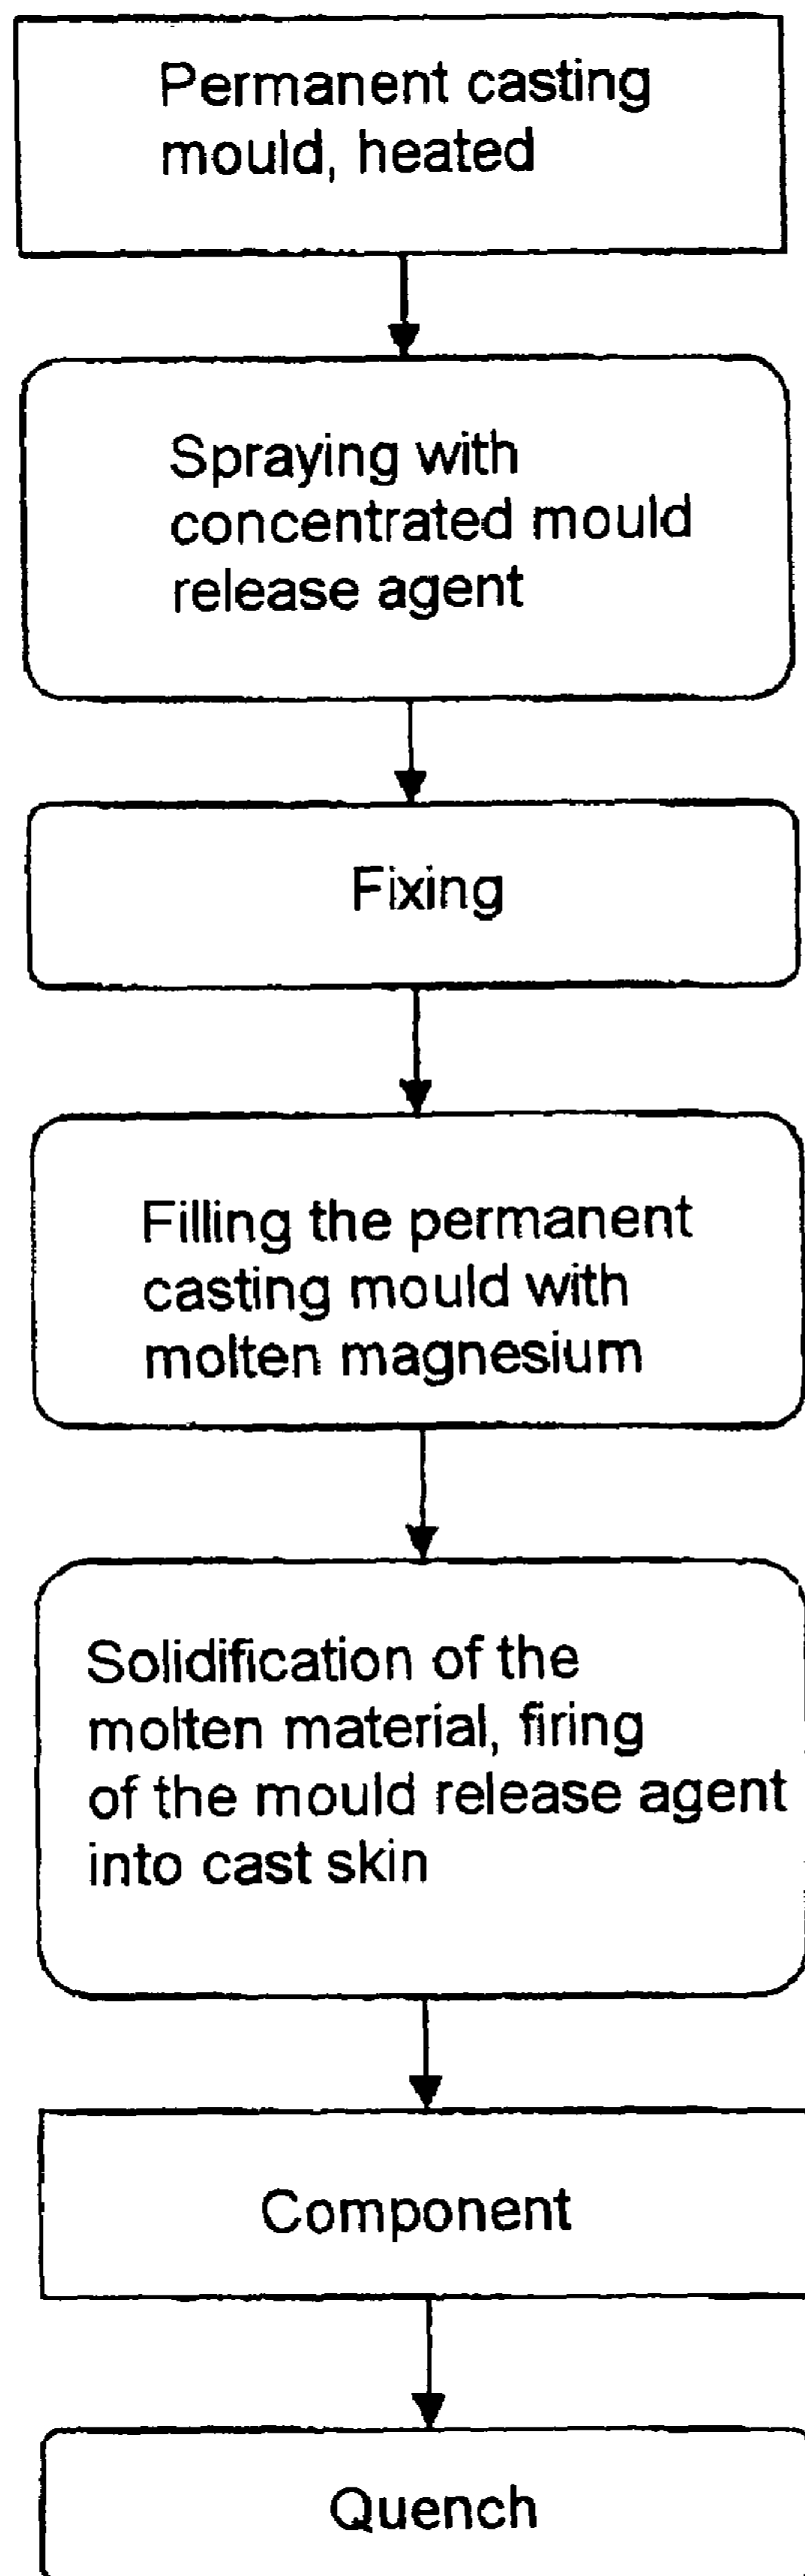 Permanent casting
mould, heated
Spraying with
concentrated mould
release agent
Fixing
Filling the permanent
casting mould with
molten magnesium
Solidification of the
molten material, firing
of the mould release agent
into cast skin
Component
Quench